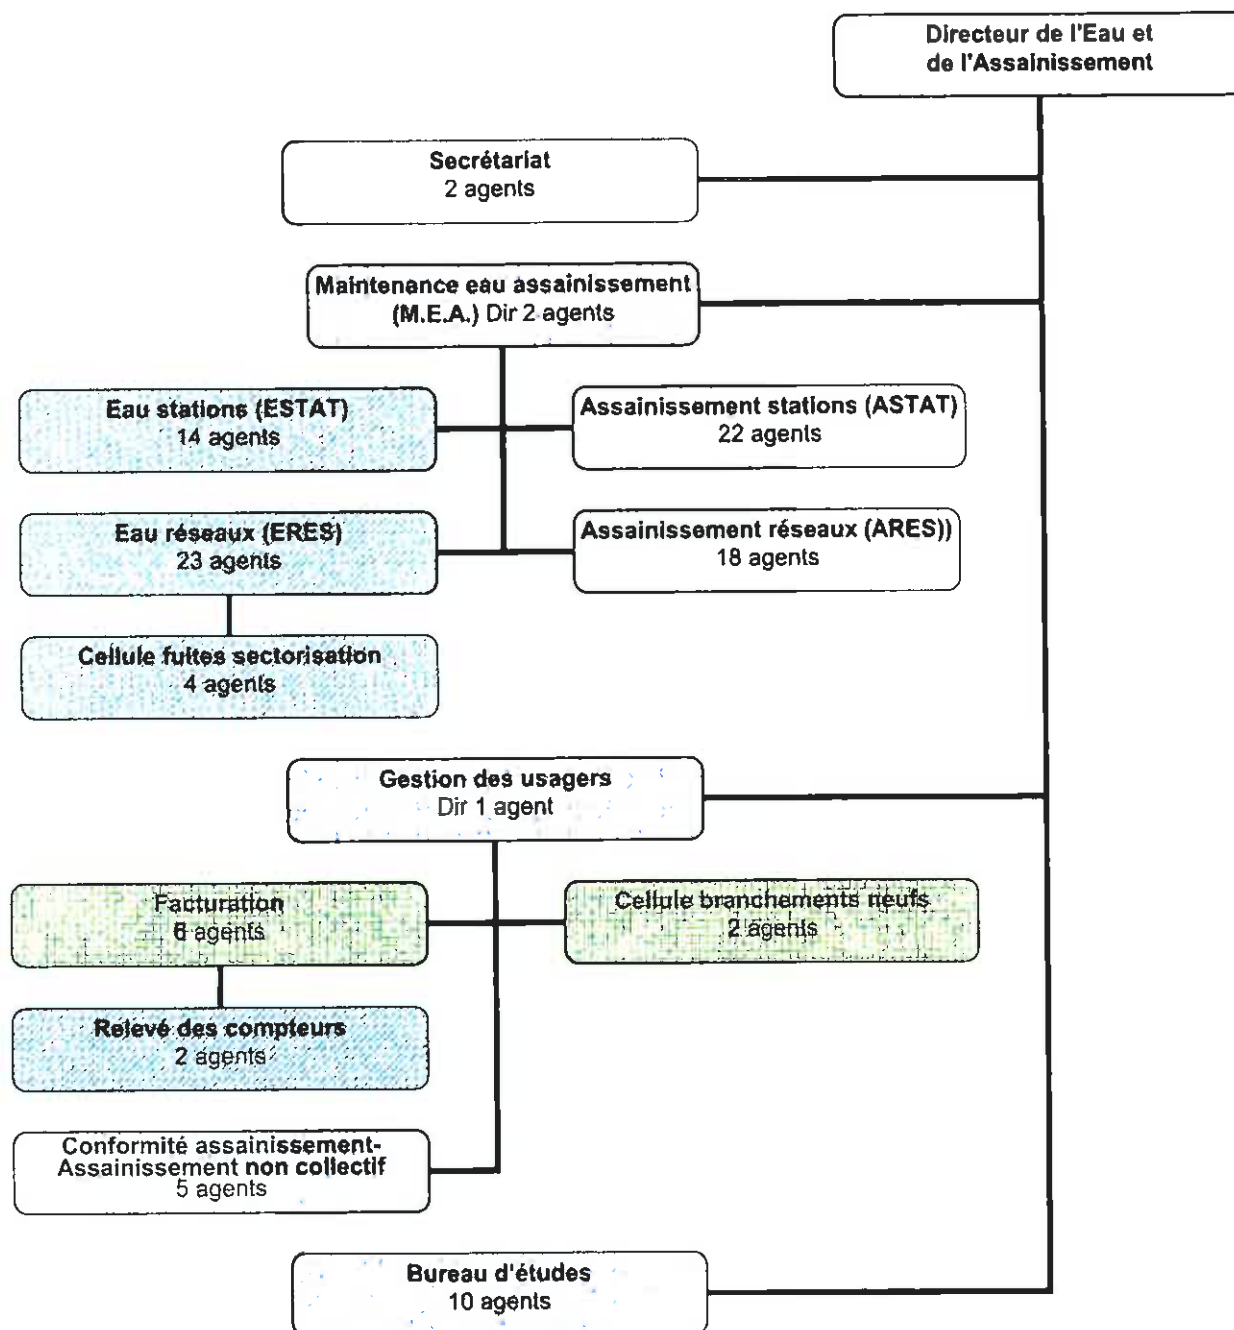 Directeur de l'Eau et
de l'Assainissement
Secrétariat
2 agents
Maintenance eau assainissement
(M.E.A.) Dir 2 agents
Eau stations (ESTAT)
14 agents
Assainissement stations (ASTAT)
22 agents
Eau réseaux (ERES)
23 agents
Assainissement réseaux (ARES))
18 agents
Cellule fuites sectorisation
4 agents
Gestion des usagers
Dir 1 agent
Facturation
6 agents
Cellule branchements neufs
2 agents
Relevé des compteurs
2 agents
Conformité assainissement-
Assainissement non collectif
5 agents
Bureau d'études
10 agents